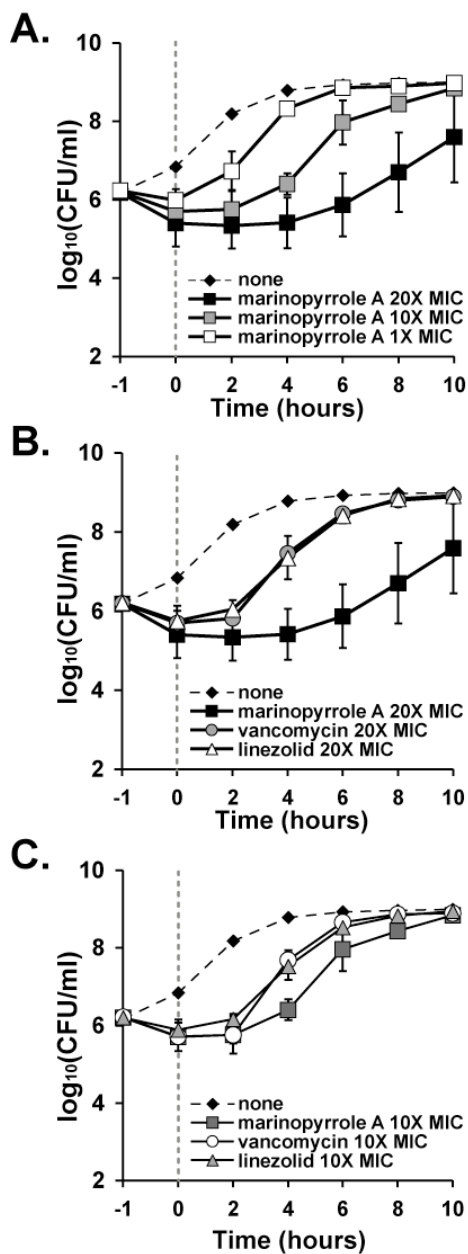 A.
10
8
6
4
2
log10(CFU/ml)
none
marinopyrrole A 20X MIC
marinopyrrole A 10X MIC
marinopyrrole A 1X MIC
-1 0 2 4 6 8 10
Time (hours)
B.
10
8
6
4
2
log10(CFU/ml)
none
marinopyrrole A 20X MIC
vancomycin 20X MIC
linezolid 20X MIC
-1 0 2 4 6 8 10
Time (hours)
C.
10
8
6
4
2
log10(CFU/ml)
none
marinopyrrole A 10X MIC
vancomycin 10X MIC
linezolid 10X MIC
-1 0 2 4 6 8 10
Time (hours)